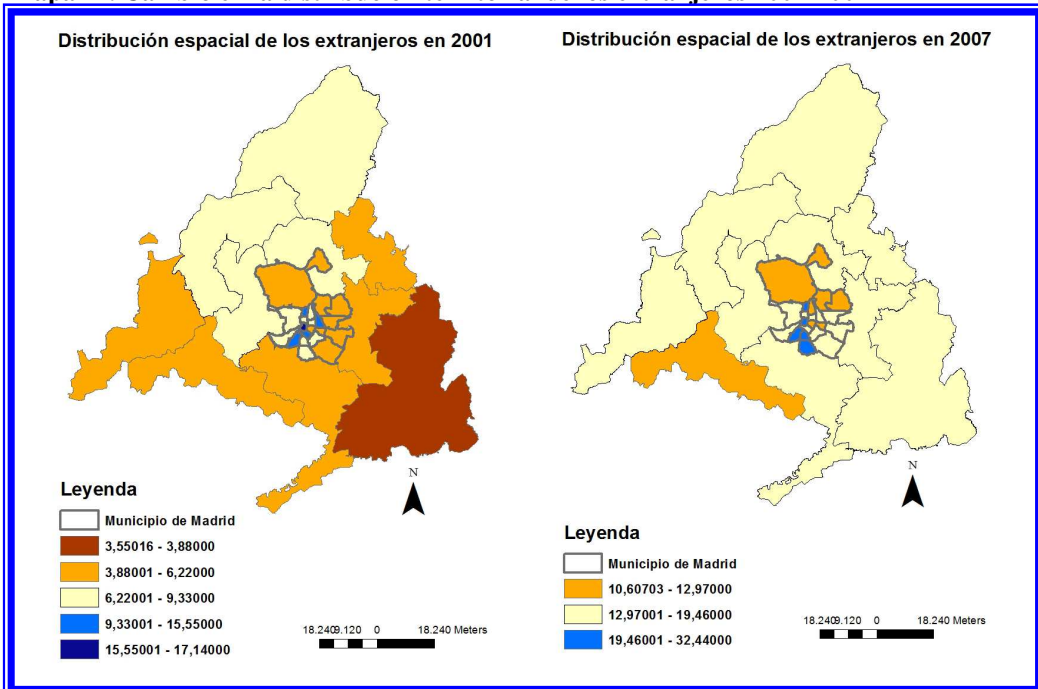 Distribución espacial de los extranjeros en 2001
N
Leyenda
Municipio de Madrid
3,55016 - 3,88000
3,88001 - 6,22000
6,22001 - 9,33000
9,33001 - 15,55000
15,55001 - 17,14000
18.2409.120 0 18.240 Meters
Distribución espacial de los extranjeros en 2007
N
Leyenda
Municipio de Madrid
10,60703 - 12,97000
12,97001 - 19,46000
19,46001 - 32,44000
18.2409.120 0 18.240 Meters